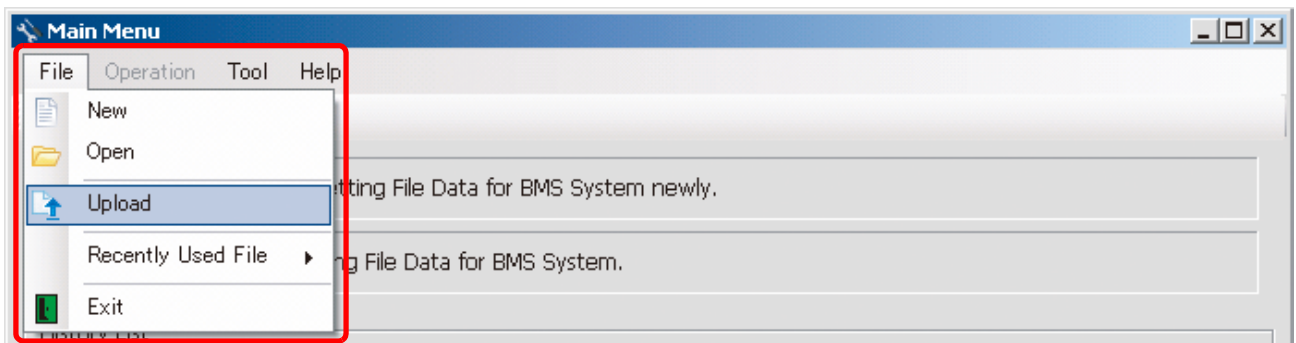 Main Menu
File Operation Tool Help
New
Open
Upload
tting File Data for BMS System newly.
Recently Used File
ng File Data for BMS System.
Exit